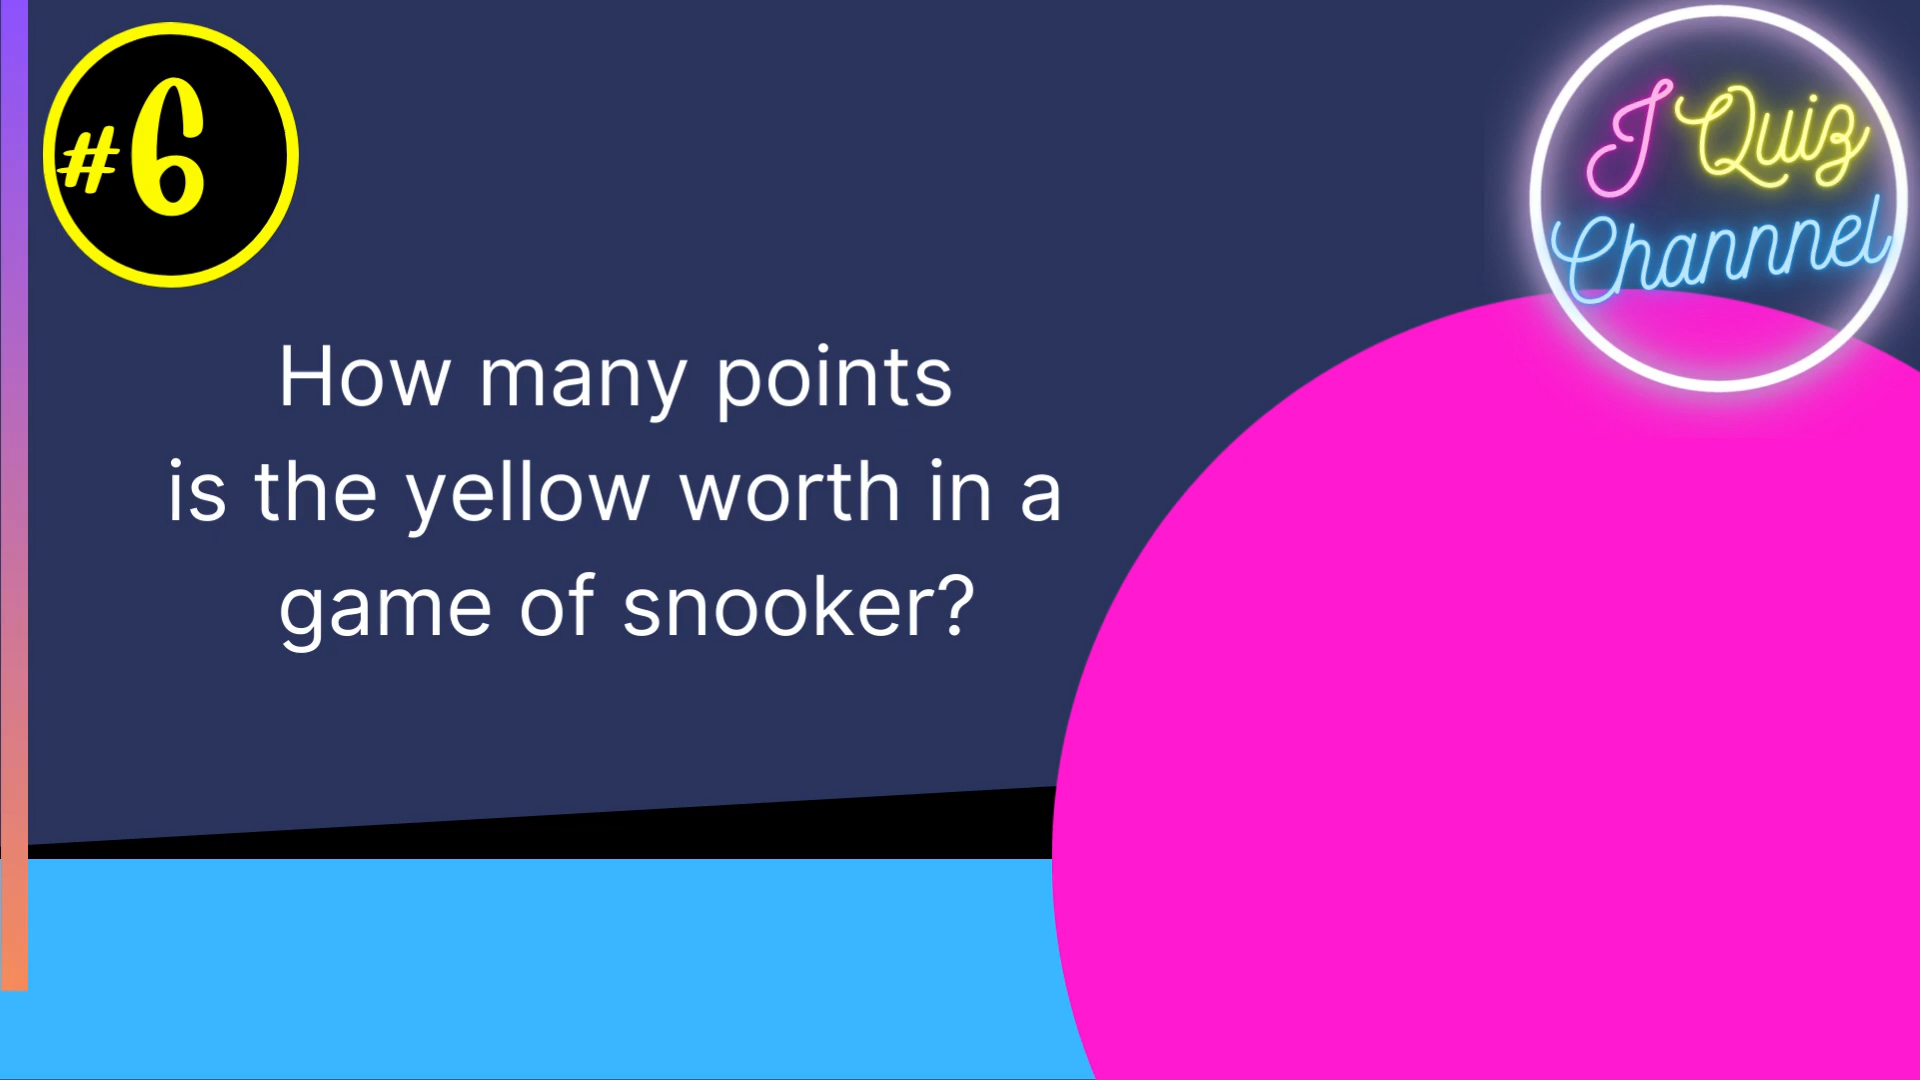 #6
J Quiz
Channnel
How many points
is the yellow worth in a
game of snooker?